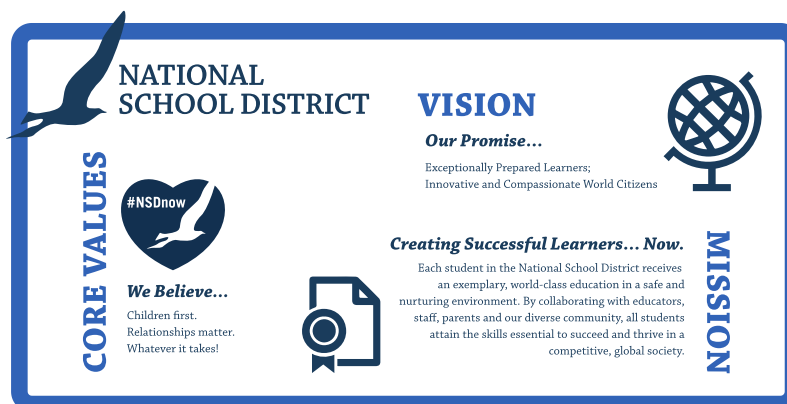 NATIONAL
SCHOOL DISTRICT
VISION
Our Promise...
Exceptionally Prepared Learners;
Innovative and Compassionate World Citizens
CORE VALUES
#NSDnow
We Believe...
Children first.
Relationships matter.
Whatever it takes!
MISSION
Creating Successful Learners... Now.
Each student in the National School District receives
an exemplary, world-class education in a safe and
nurturing environment. By collaborating with educators,
staff, parents and our diverse community, all students
attain the skills essential to succeed and thrive in a
competitive, global society.